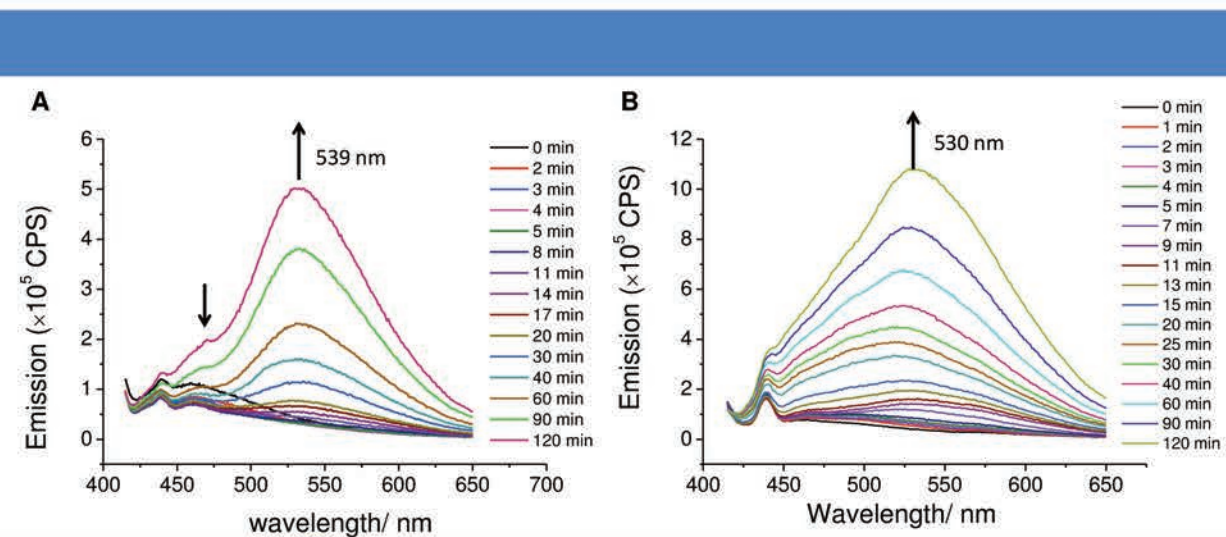 A
6
5
4
3
2
1
0
Emission (×10⁵ CPS)
400 450 500 550 600 650 700
wavelength/ nm
539 nm
0 min
2 min
3 min
4 min
5 min
8 min
11 min
14 min
17 min
20 min
30 min
40 min
60 min
90 min
120 min
B
12
10
8
6
4
2
0
Emission (×10⁵ CPS)
400 450 500 550 600 650
Wavelength/ nm
530 nm
0 min
1 min
2 min
3 min
4 min
5 min
7 min
9 min
11 min
13 min
15 min
20 min
25 min
30 min
40 min
60 min
90 min
120 min